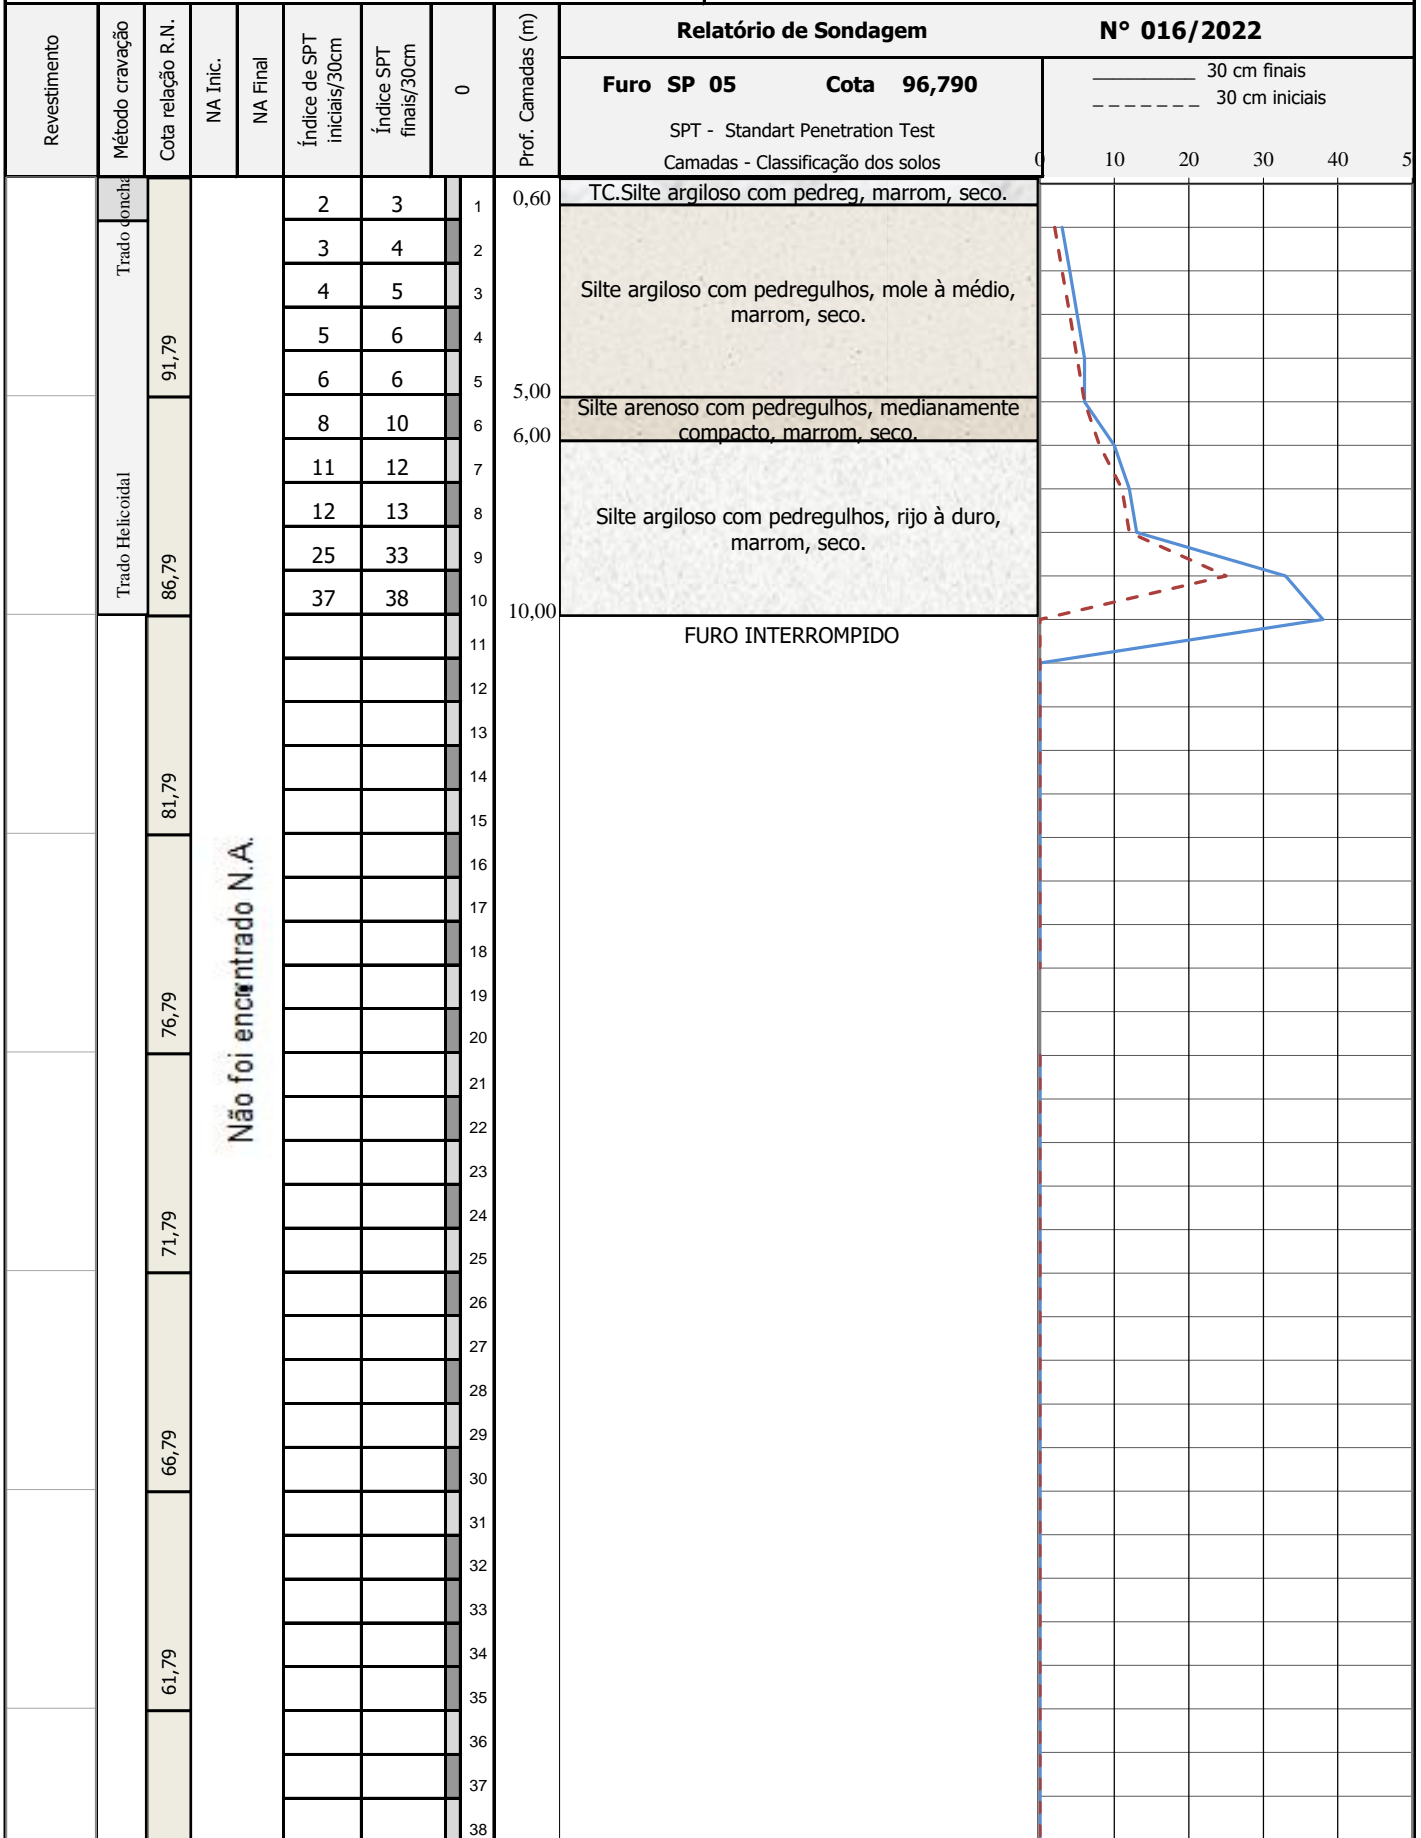 Revestimento
Método cravação
Cota relação R.N.
NA Inic.
NA Final
Índice de SPT
iniciais/30cm
Índice SPT
finais/30cm
0
Prof. Camadas (m)
Relatório de Sondagem
N° 016/2022
Furo SP 05 Cota 96,790
SPT - Standart Penetration Test
Camadas - Classificação dos solos
__________ 30 cm finais
_ _ _ _ _ _ _ 30 cm iniciais
0 10 20 30 40 5
Trado concha
Trado Helicoidal
91,79
86,79
81,79
76,79
71,79
66,79
61,79
Não foi encontrado N.A.
2 3 1
3 4 2
4 5 3
5 6 4
6 6 5
8 10 6
11 12 7
12 13 8
25 33 9
37 38 10
11
12
13
14
15
16
17
18
19
20
21
22
23
24
25
26
27
28
29
30
31
32
33
34
35
36
37
38
0,60
5,00
6,00
10,00
TC.Silte argiloso com pedreg, marrom, seco.
Silte argiloso com pedregulhos, mole à médio,
marrom, seco.
Silte arenoso com pedregulhos, medianamente
compacto, marrom, seco.
Silte argiloso com pedregulhos, rijo à duro,
marrom, seco.
FURO INTERROMPIDO